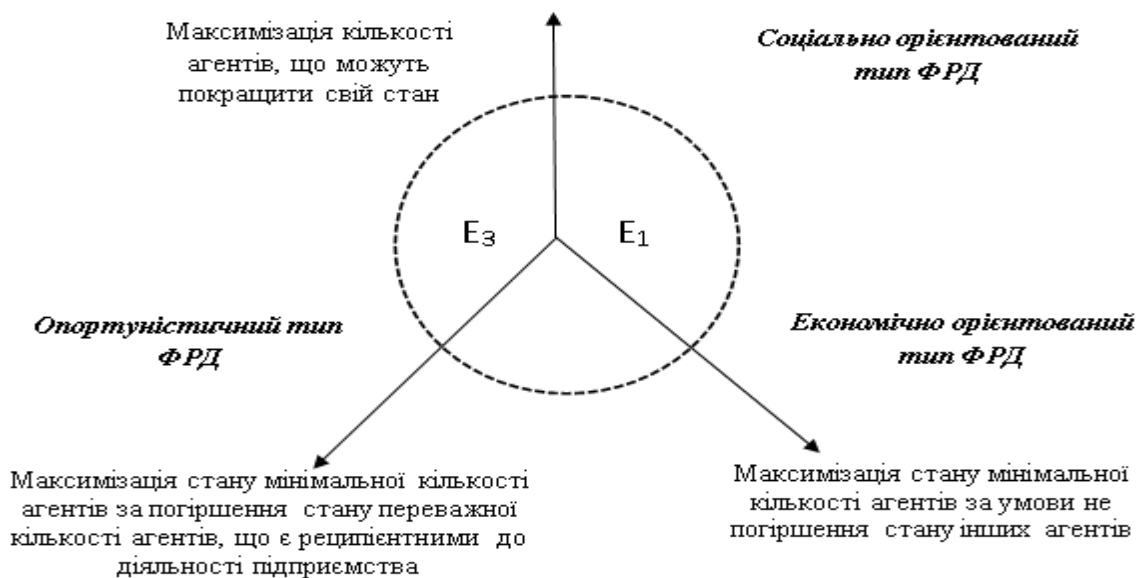 Максимізація кількості
агентів, що можуть
покращити свій стан
Соціально орієнтований
тип ФРД
E₃
E₁
Опортуністичний тип
ФРД
Економічно орієнтований
тип ФРД
Максимізація стану мінімальної кількості
агентів за погіршення стану переважної
кількості агентів, що є реципієнтними до
діяльності підприємства
Максимізація стану мінімальної
кількості агентів за умови не
погіршення стану інших агентів